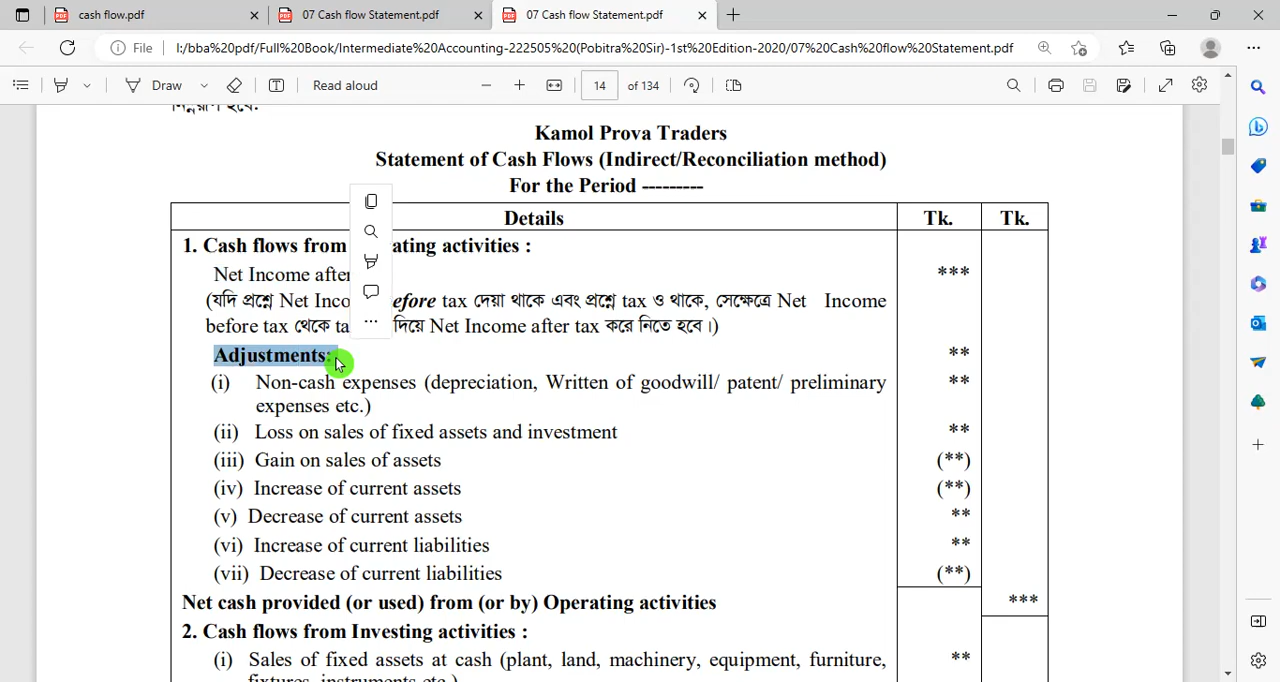 cash flow.pdf
07 Cash flow Statement.pdf
07 Cash flow Statement.pdf
File
I:/bba%20pdf/Full%20Book/Intermediate%20Accounting-222505%20(Pobitra%20Sir)-1st%20Edition-2020/07%20Cash%20flow%20Statement.pdf
Draw
Read aloud
14 of 134
Kamol Prova Traders
Statement of Cash Flows (Indirect/Reconciliation method)
For the Period ---------
Details Tk. Tk.
1. Cash flows from ating activities :
Net Income after ***
(যদি প্রশ্নে Net Inco efore tax দেয়া থাকে এবং প্রশ্নে tax ও থাকে, সেক্ষেত্রে Net Income
before tax থেকে ta দিয়ে Net Income after tax করে নিতে হবে।)
Adjustments: **
(i) Non-cash expenses (depreciation, Written of goodwill/ patent/ preliminary **
expenses etc.)
(ii) Loss on sales of fixed assets and investment **
(iii) Gain on sales of assets (**)
(iv) Increase of current assets (**)
(v) Decrease of current assets **
(vi) Increase of current liabilities **
(vii) Decrease of current liabilities (**)
Net cash provided (or used) from (or by) Operating activities ***
2. Cash flows from Investing activities :
(i) Sales of fixed assets at cash (plant, land, machinery, equipment, furniture, **